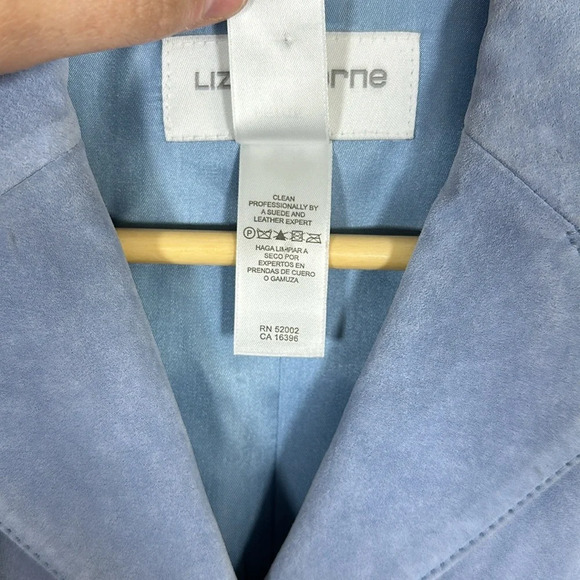 LIZ
CLEAN
PROFESSIONALLY BY
A SUEDE AND
LEATHER EXPERT
P
HAGA LIMPIAR A
SECO POR
EXPERTOS EN
PRENDAS DE CUERO
O GAMUZA
RN 52002
CA 16396